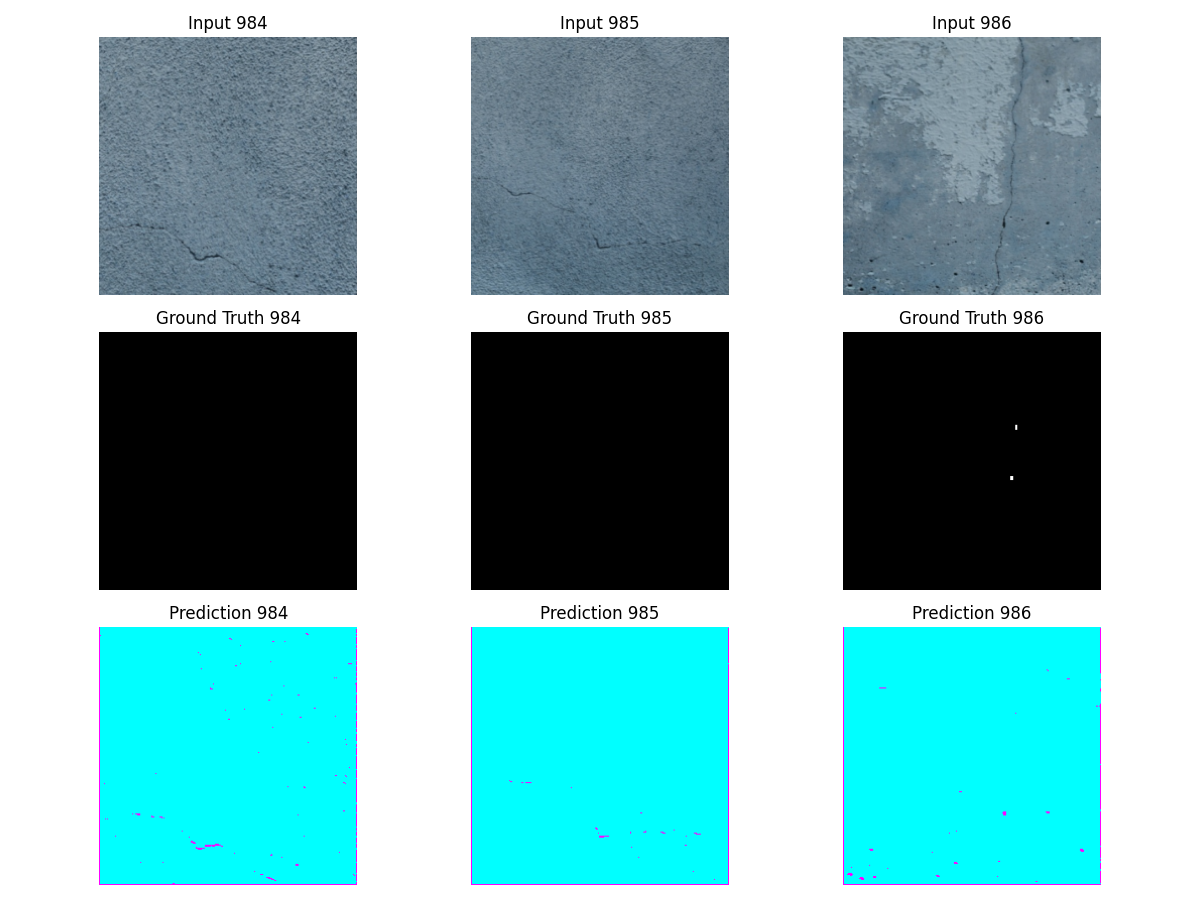 Input 984
Input 985
Input 986
Ground Truth 984
Ground Truth 985
Ground Truth 986
Prediction 984
Prediction 985
Prediction 986